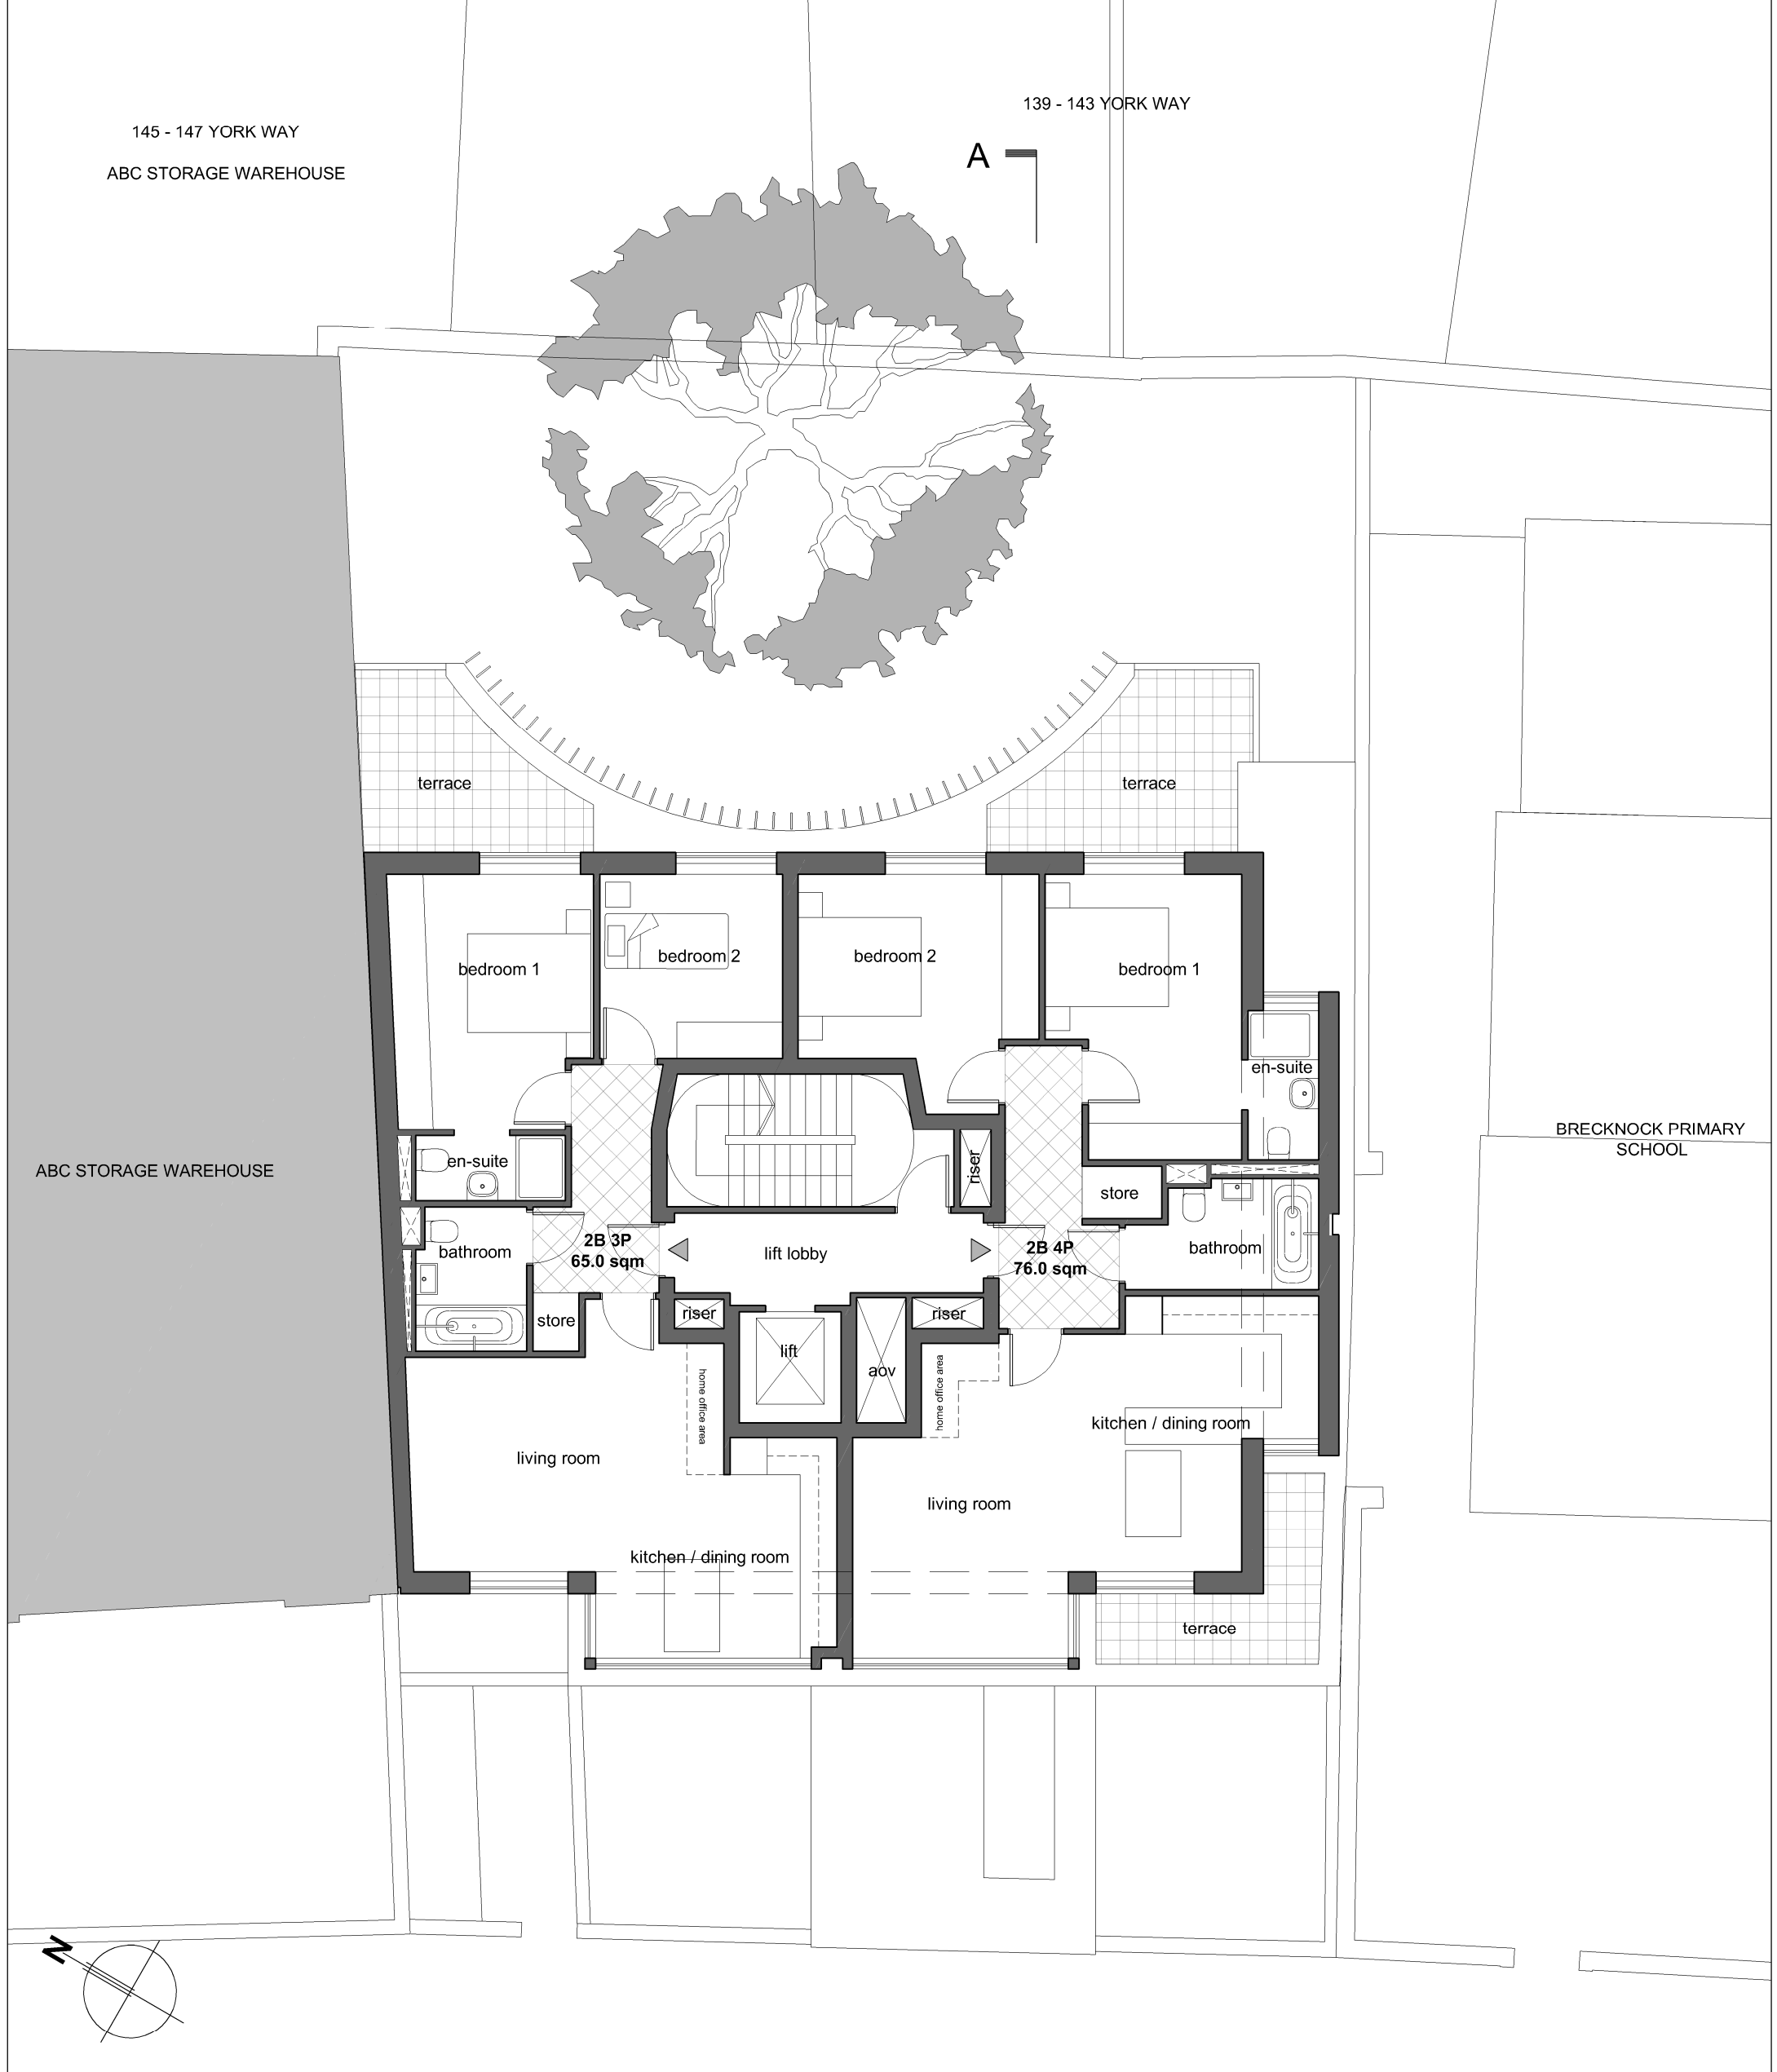 139 - 143 YORK WAY
145 - 147 YORK WAY
A
ABC STORAGE WAREHOUSE
terrace
terrace
bedroom 2
bedroom 2
bedroom 1
bedroom 1
en-suite
BRECKNOCK PRIMARY
SCHOOL
en-suite
riser
ABC STORAGE WAREHOUSE
store
2B 3P
65.0 sqm
bathroom
lift lobby
2B 4P
76.0 sqm
bathroom
riser
riser
store
lift
aov
home office area
home office area
kitchen / dining room
living room
living room
kitchen / dining room
terrace
N